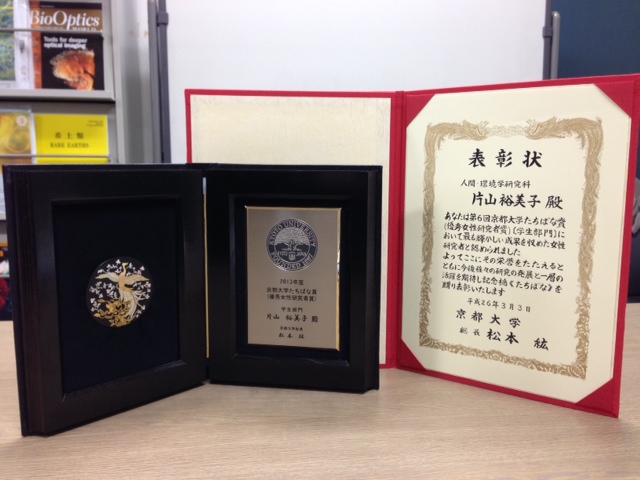 BioOptics
WORLD
Tools for deeper
optical imaging
希土類
RARE EARTHS
KYOTO UNIVERSITY
FOUNDED 1897
2013年度
京都大学たちばな賞
(優秀女性研究者賞)
学生部門
片山 裕美子 殿
京都大学総長
松本 紘
表彰状
人間・環境学研究科
片山裕美子 殿
あなたは第6回京都大学たちばな賞
(優秀女性研究者賞)〔学生部門〕に
おいて最も輝かしい成果を収めた女性
研究者と認められました
よってここにその栄誉をたたえると
ともに今後種々の研究の発展と一層の
活躍を期待し記念楯《たちばな》を
贈り表彰いたします
平成26年3月3日
京都大学
総長 松本 紘